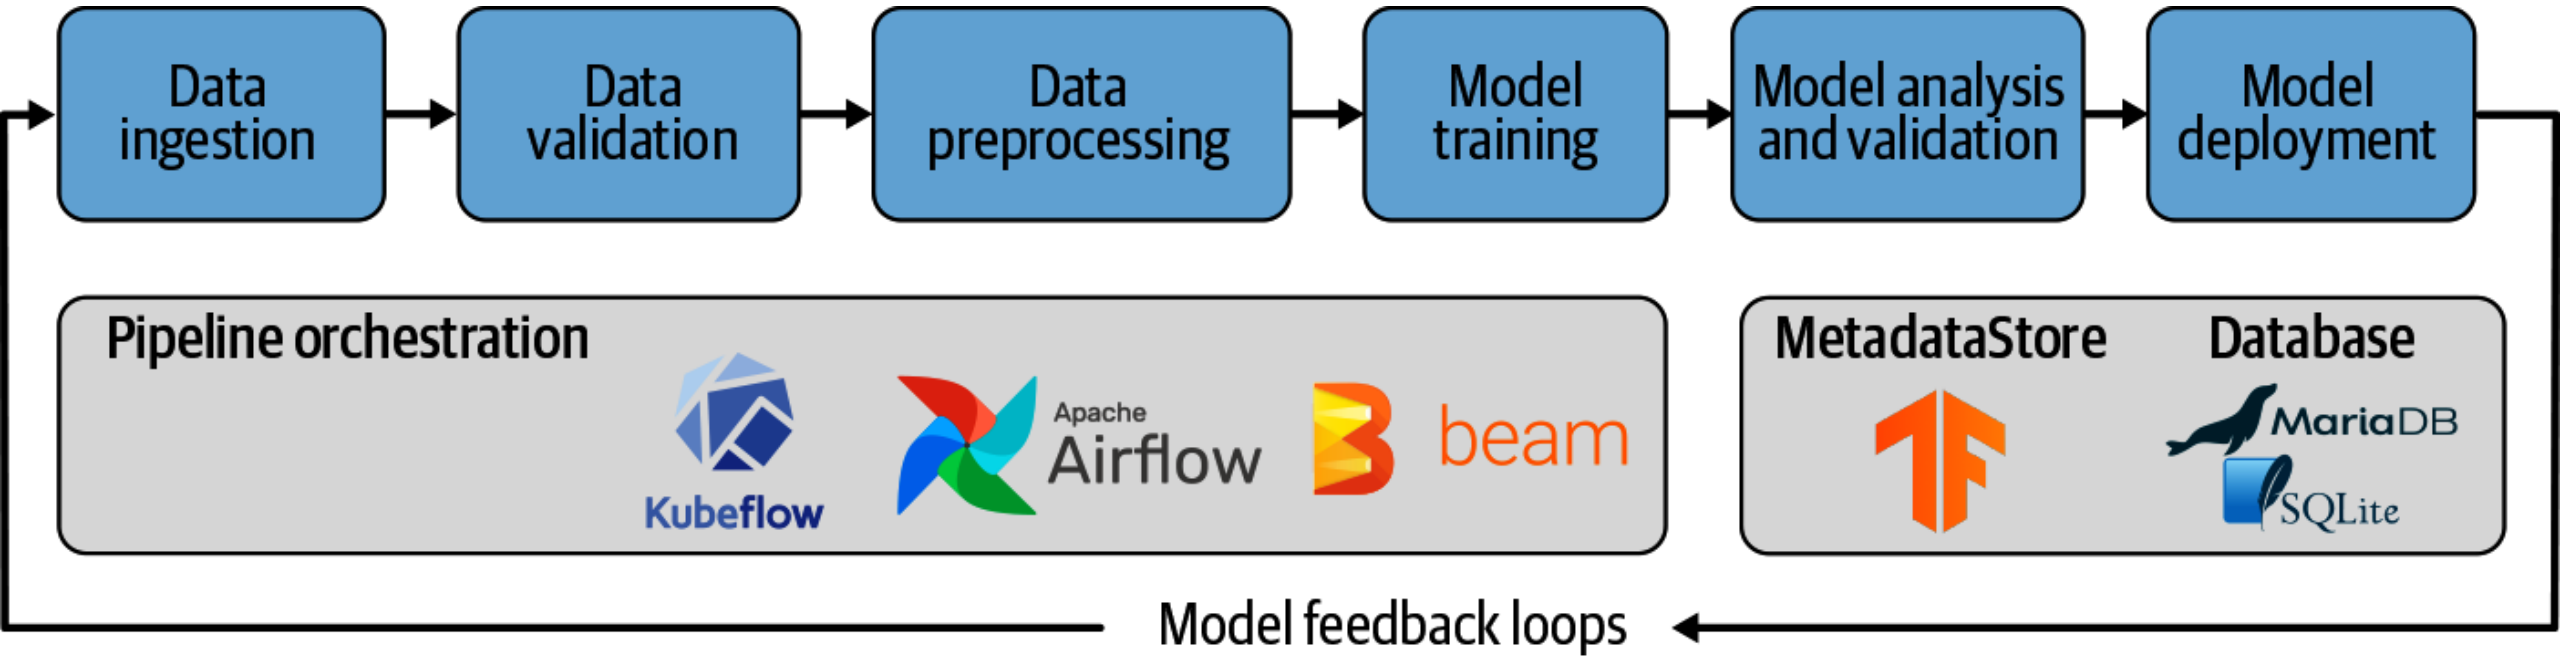 Data
ingestion
Data
validation
Data
preprocessing
Model
training
Model analysis
and validation
Model
deployment
Pipeline orchestration
Kubeflow
Apache
Airflow
beam
MetadataStore
Database
MariaDB
SQLite
Model feedback loops